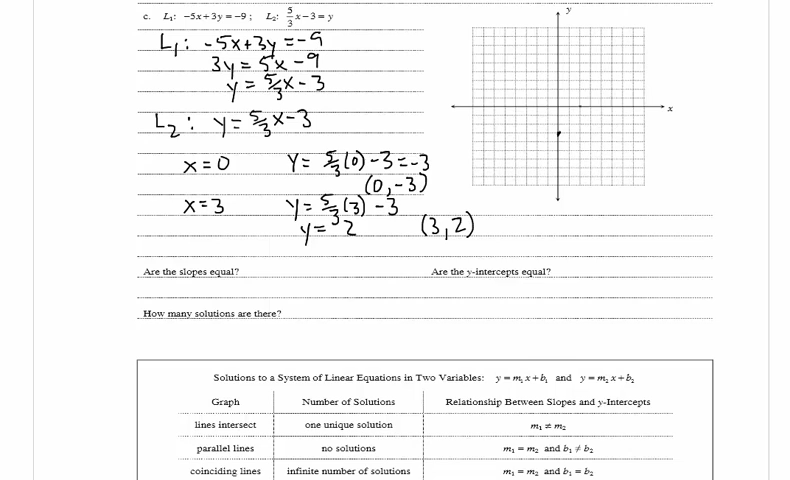 c. L₁: −5x+3y=−9 ; L₂: 5/3 x−3=y
y
x
L₁: -5x+3y=-9
3y=5x-9
y=5/3x-3
L₂: y=5/3x-3
x=0 y=5/3(0)-3=-3
(0,-3)
x=3 y=5/3(3)-3
y=2 (3,2)
Are the slopes equal? Are the y-intercepts equal?
How many solutions are there?
Solutions to a System of Linear Equations in Two Variables: y=m₁x+b₁ and y=m₂x+b₂
Graph Number of Solutions Relationship Between Slopes and y-Intercepts
lines intersect one unique solution m₁≠m₂
parallel lines no solutions m₁=m₂ and b₁≠b₂
coinciding lines infinite number of solutions m₁=m₂ and b₁=b₂